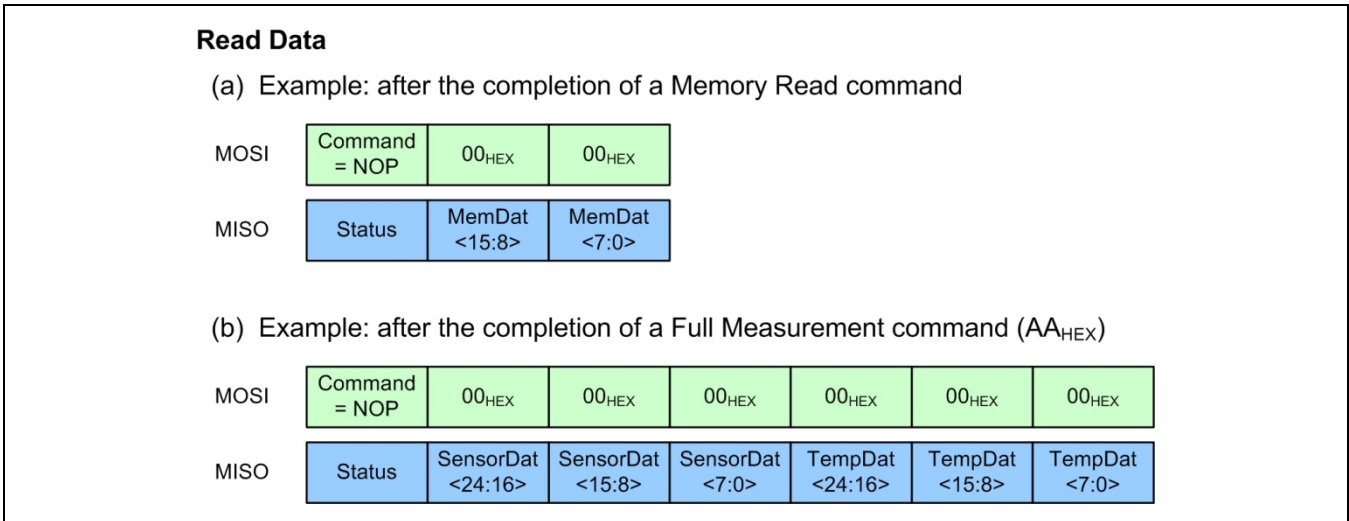 Read Data
(a) Example: after the completion of a Memory Read command
MOSI Command = NOP 00HEX 00HEX
MISO Status MemDat <15:8> MemDat <7:0>
(b) Example: after the completion of a Full Measurement command (AAHEX)
MOSI Command = NOP 00HEX 00HEX 00HEX 00HEX 00HEX 00HEX
MISO Status SensorDat <24:16> SensorDat <15:8> SensorDat <7:0> TempDat <24:16> TempDat <15:8> TempDat <7:0>